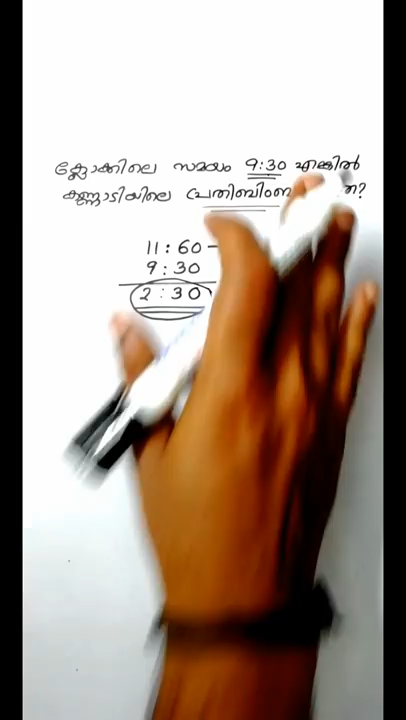 ക്ലോക്കിലെ സമയം 9:30 എങ്കിൽ
കണ്ണാടിയിലെ
11:60 -
9:30
2:30